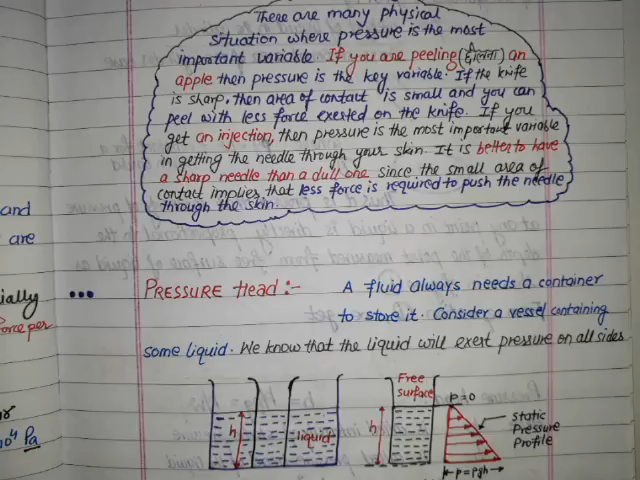 There are many physical
situation where pressure is the most
important variable. If you are peeling (छीलना) an
apple then pressure is the key variable. If the knife
is sharp, then area of contact is small and you can
peel with less force exerted on the knife. If you
get an injection, then pressure is the most important variable
in getting the needle through your skin. It is better to have
a sharp needle than a dull one since the small area of
contact implies that less force is required to push the needle
through the skin.
and
are
ially
orce per
10⁴ Pa
... PRESSURE Head :- A fluid always needs a container
to store it. Consider a vessel containing
some liquid. We know that the liquid will exert pressure on all sides
h
liquid
Free
surface
h
p=0
static
Pressure
Profile
p=ρgh